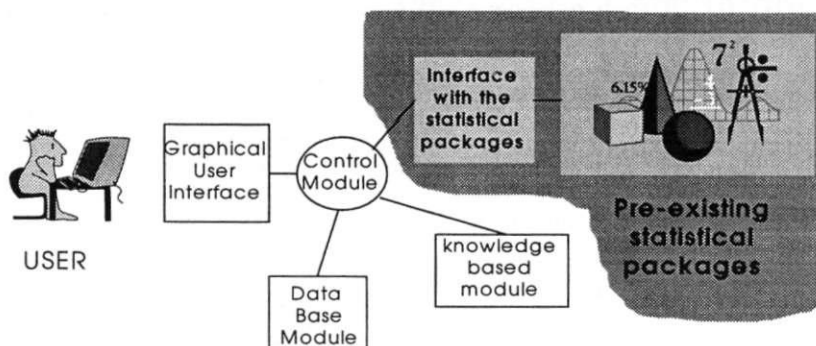 USER
Graphical
User
Interface
Control
Module
Data
Base
Module
knowledge
based
module
Interface
with the
statistical
packages
6.15%
7²
Pre-existing
statistical
packages